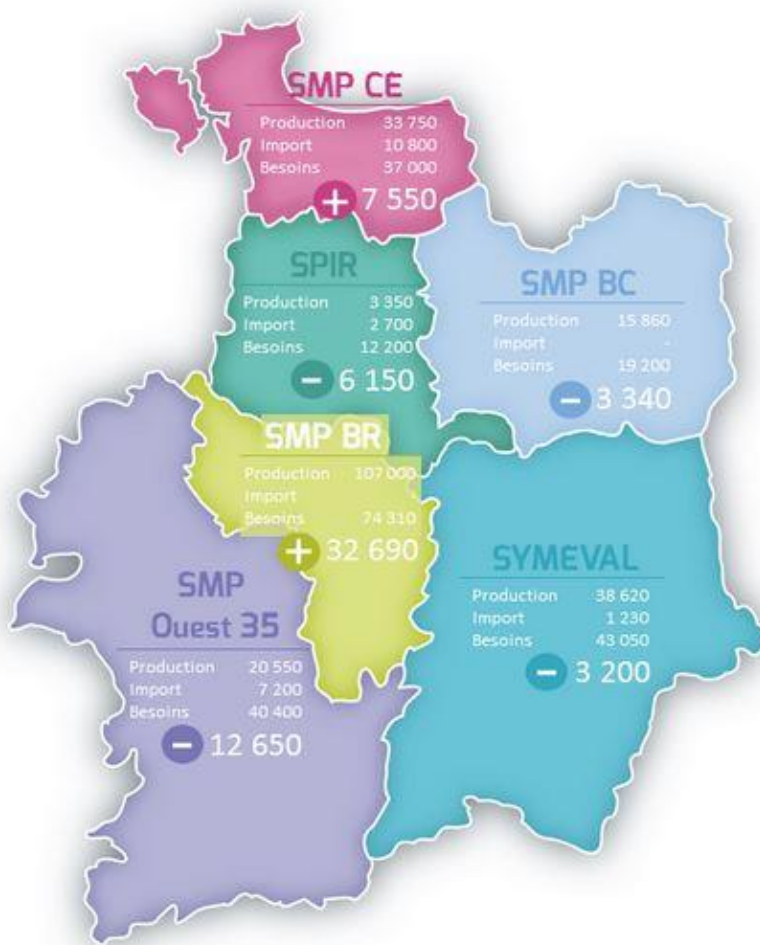 SMP CE
Production 33 750
Import 10 800
Besoins 37 000
+ 7 550
SPIR
Production 3 350
Import 2 700
Besoins 12 200
- 6 150
SMP BC
Production 15 860
Import -
Besoins 19 200
- 3 340
SMP BR
Production 107 000
Import -
Besoins 74 310
+ 32 690
SYMEVAL
Production 38 620
Import 1 230
Besoins 43 050
- 3 200
SMP
Ouest 35
Production 20 550
Import 7 200
Besoins 40 400
- 12 650